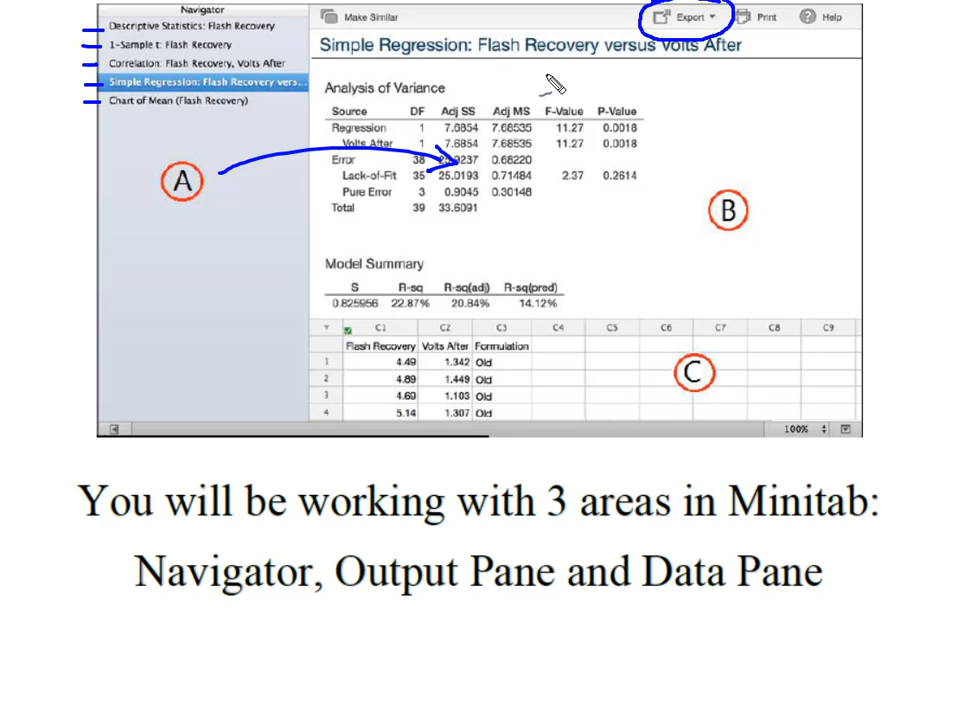 Navigator
Make Similar
Export
Print
Help
Descriptive Statistics: Flash Recovery
1-Sample t: Flash Recovery
Correlation: Flash Recovery, Volts After
Simple Regression: Flash Recovery vers...
Chart of Mean (Flash Recovery)
A
Simple Regression: Flash Recovery versus Volts After
Analysis of Variance
Source DF Adj SS Adj MS F-Value P-Value
Regression 1 7.6854 7.68535 11.27 0.0018
Volts After 1 7.6854 7.68535 11.27 0.0018
Error 38 0.68220
Lack-of-Fit 35 25.0193 0.71484 2.37 0.2614
Pure Error 3 0.9045 0.30148
Total 39 33.6091
B
Model Summary
S R-sq R-sq(adj) R-sq(pred)
0.825956 22.87% 20.84% 14.12%
C1 C2 C3 C4 C5 C6 C7 C8 C9
Flash Recovery Volts After Formulation
1 4.49 1.342 Old
2 4.89 1.449 Old
3 4.60 1.103 Old
4 5.14 1.307 Old
C
100%
You will be working with 3 areas in Minitab:
Navigator, Output Pane and Data Pane